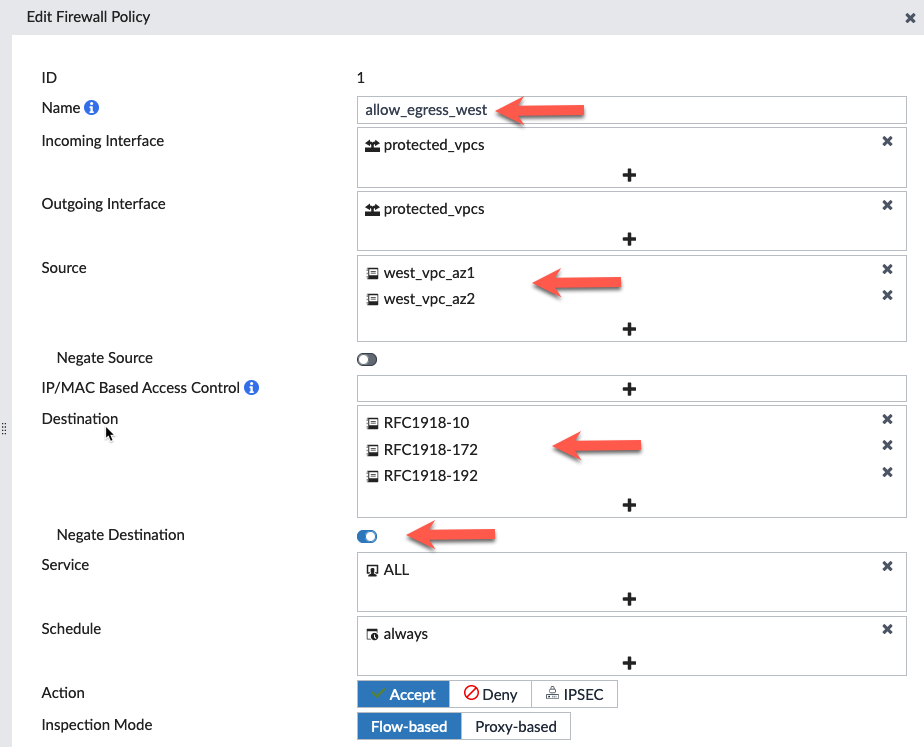 Edit Firewall Policy
ID 1
Name allow_egress_west
Incoming Interface protected_vpcs
Outgoing Interface protected_vpcs
Source west_vpc_az1
west_vpc_az2
Negate Source
IP/MAC Based Access Control
Destination RFC1918-10
RFC1918-172
RFC1918-192
Negate Destination
Service ALL
Schedule always
Action Accept Deny IPSEC
Inspection Mode Flow-based Proxy-based